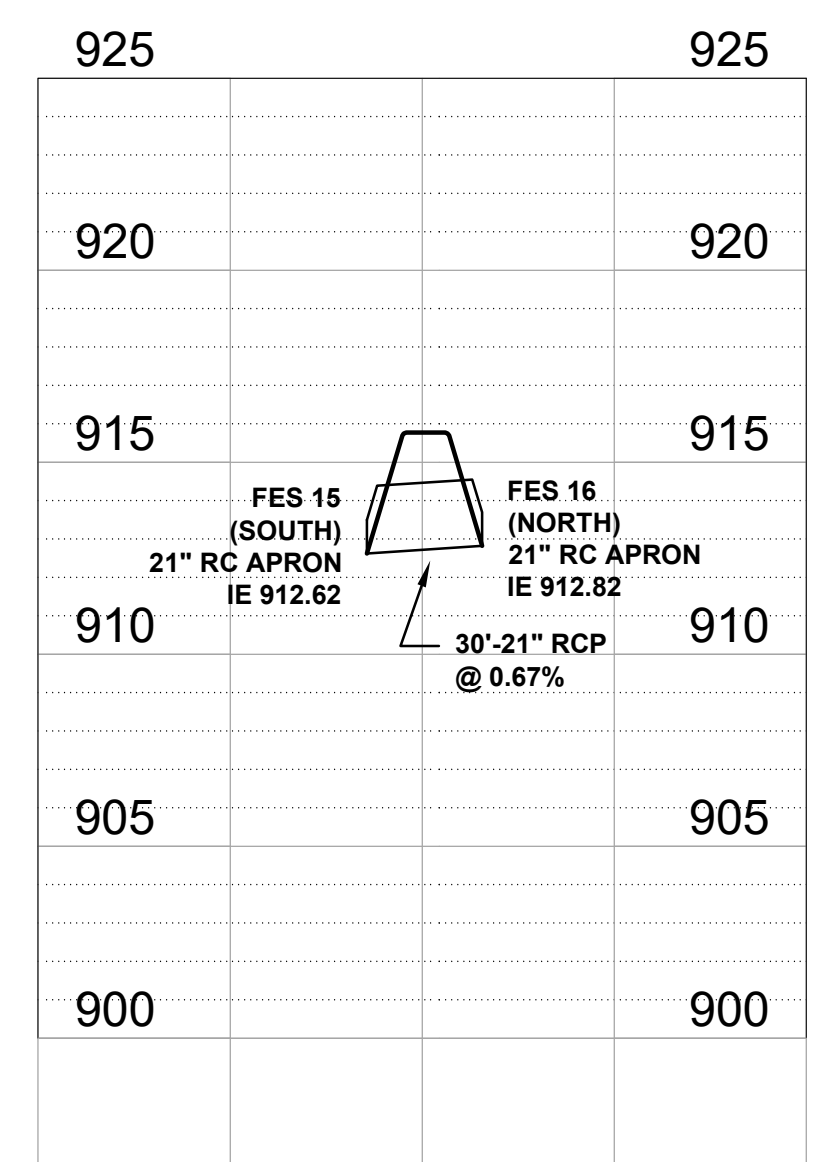 925 925
920 920
915 915
FES 15
(SOUTH)
21" RC APRON
IE 912.62
FES 16
(NORTH)
21" RC APRON
IE 912.82
910 910
30'-21" RCP
@ 0.67%
905 905
900 900